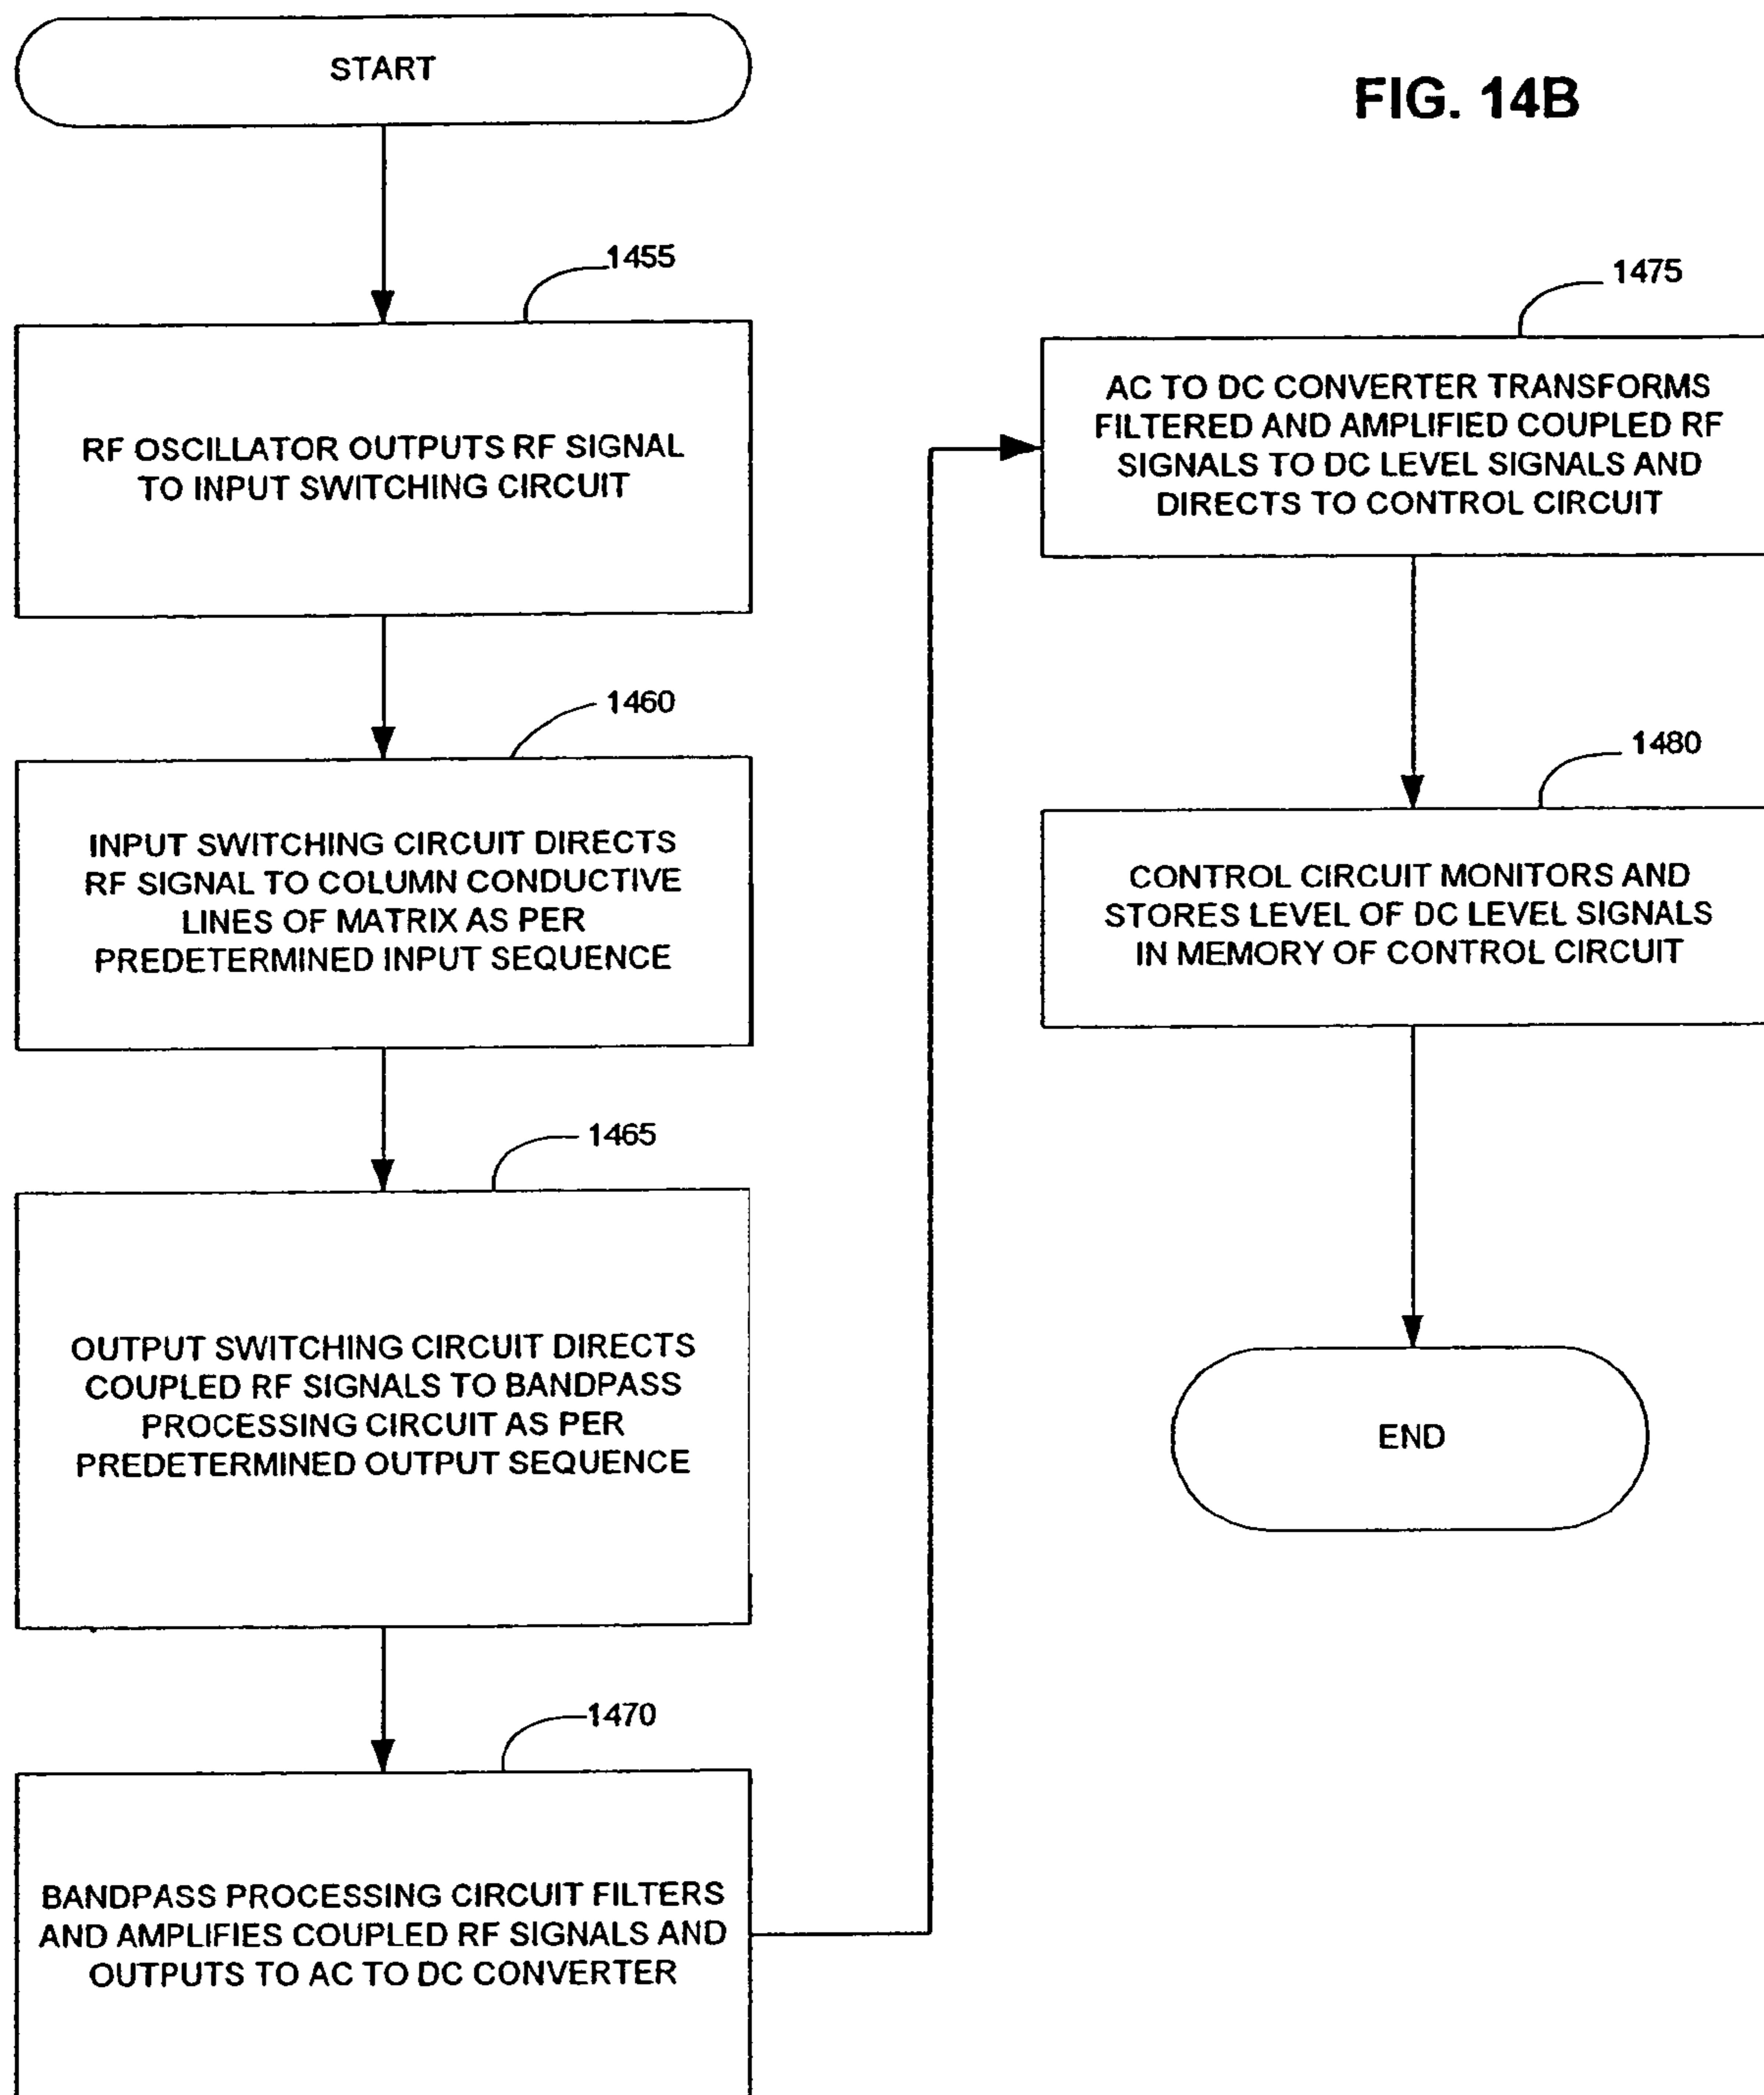 START
FIG. 14B
1455
RF OSCILLATOR OUTPUTS RF SIGNAL
TO INPUT SWITCHING CIRCUIT
1460
INPUT SWITCHING CIRCUIT DIRECTS
RF SIGNAL TO COLUMN CONDUCTIVE
LINES OF MATRIX AS PER
PREDETERMINED INPUT SEQUENCE
1465
OUTPUT SWITCHING CIRCUIT DIRECTS
COUPLED RF SIGNALS TO BANDPASS
PROCESSING CIRCUIT AS PER
PREDETERMINED OUTPUT SEQUENCE
1470
BANDPASS PROCESSING CIRCUIT FILTERS
AND AMPLIFIES COUPLED RF SIGNALS AND
OUTPUTS TO AC TO DC CONVERTER
1475
AC TO DC CONVERTER TRANSFORMS
FILTERED AND AMPLIFIED COUPLED RF
SIGNALS TO DC LEVEL SIGNALS AND
DIRECTS TO CONTROL CIRCUIT
1480
CONTROL CIRCUIT MONITORS AND
STORES LEVEL OF DC LEVEL SIGNALS
IN MEMORY OF CONTROL CIRCUIT
END